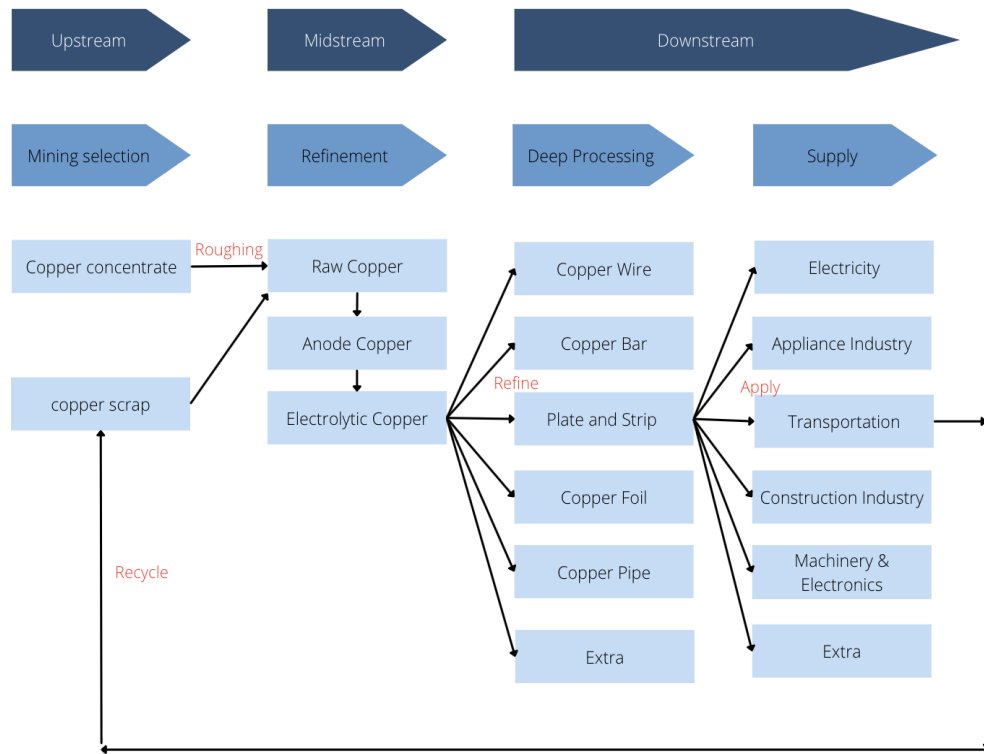 Upstream
Midstream
Downstream
Mining selection
Refinement
Deep Processing
Supply
Copper concentrate
Roughing
Raw Copper
Copper Wire
Electricity
Anode Copper
Copper Bar
Appliance Industry
copper scrap
Electrolytic Copper
Refine
Plate and Strip
Apply
Transportation
Copper Foil
Construction Industry
Recycle
Copper Pipe
Machinery &
Electronics
Extra
Extra